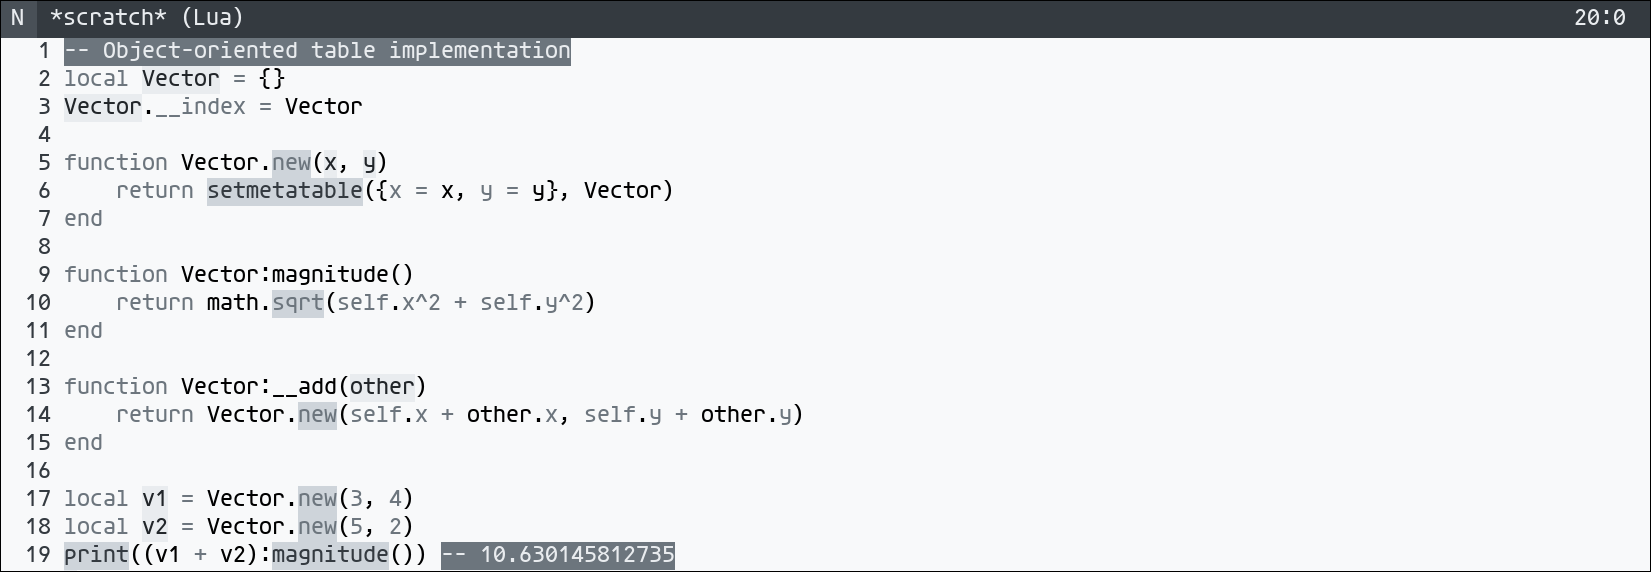 N *scratch* (Lua) 20:0
1 -- Object-oriented table implementation
2 local Vector = {}
3 Vector.__index = Vector
4
5 function Vector.new(x, y)
6     return setmetatable({x = x, y = y}, Vector)
7 end
8
9 function Vector:magnitude()
10     return math.sqrt(self.x^2 + self.y^2)
11 end
12
13 function Vector:__add(other)
14     return Vector.new(self.x + other.x, self.y + other.y)
15 end
16
17 local v1 = Vector.new(3, 4)
18 local v2 = Vector.new(5, 2)
19 print((v1 + v2):magnitude()) -- 10.630145812735